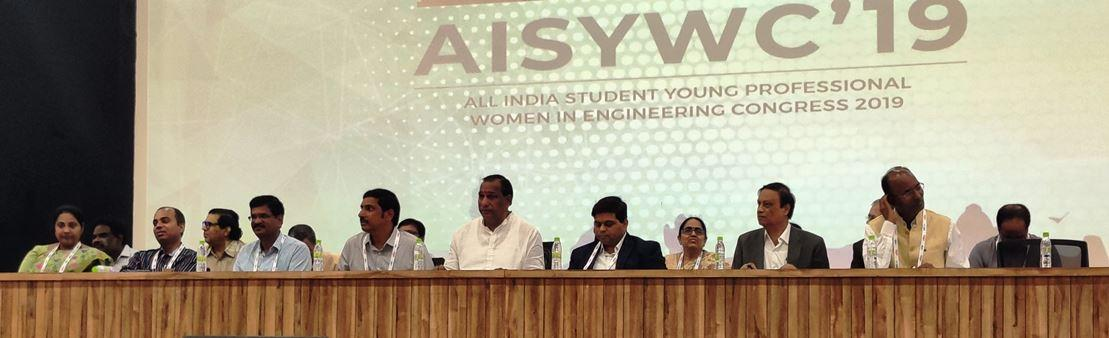 AISYWC'19
ALL INDIA STUDENT YOUNG PROFESSIONAL
WOMEN IN ENGINEERING CONGRESS 2019